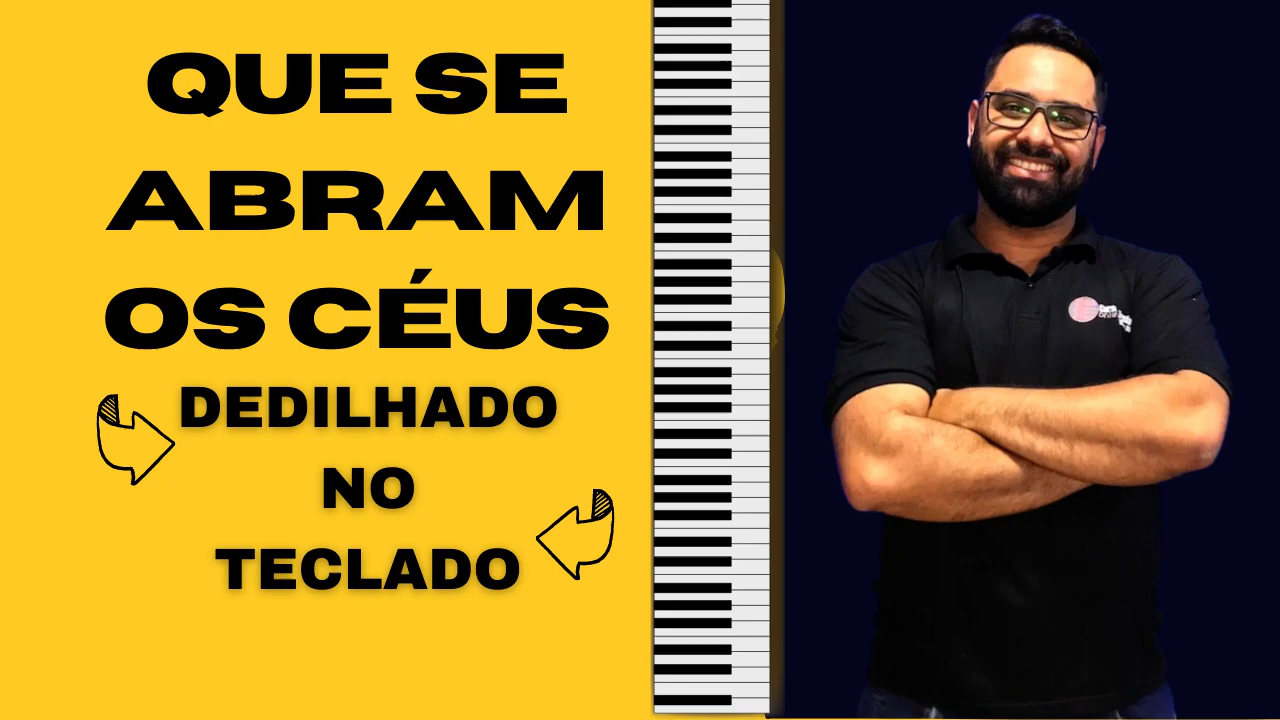 QUE SE
ABRAM
OS CÉUS
DEDILHADO
NO
TECLADO